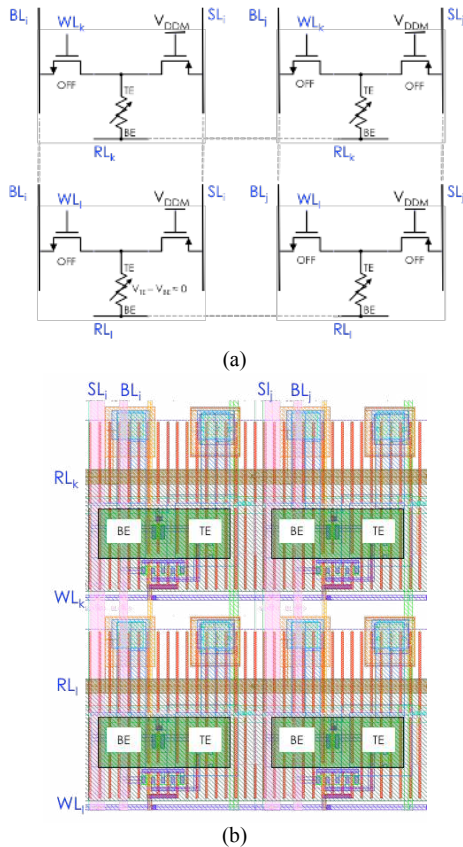 BLi WLk VDDM SLi BLj WLk VDDM SLj
OFF TE OFF TE
BE BE
RLk RLk
BLi WLl VDDM SLi BLj WLl VDDM SLj
OFF TE OFF TE
VTE – VBE ≈ 0
BE BE
RLl RLl
(a)
SLi BLi SLj BLj
RLk
BE TE BE TE
WLk
RLl
BE TE BE TE
WLl
(b)